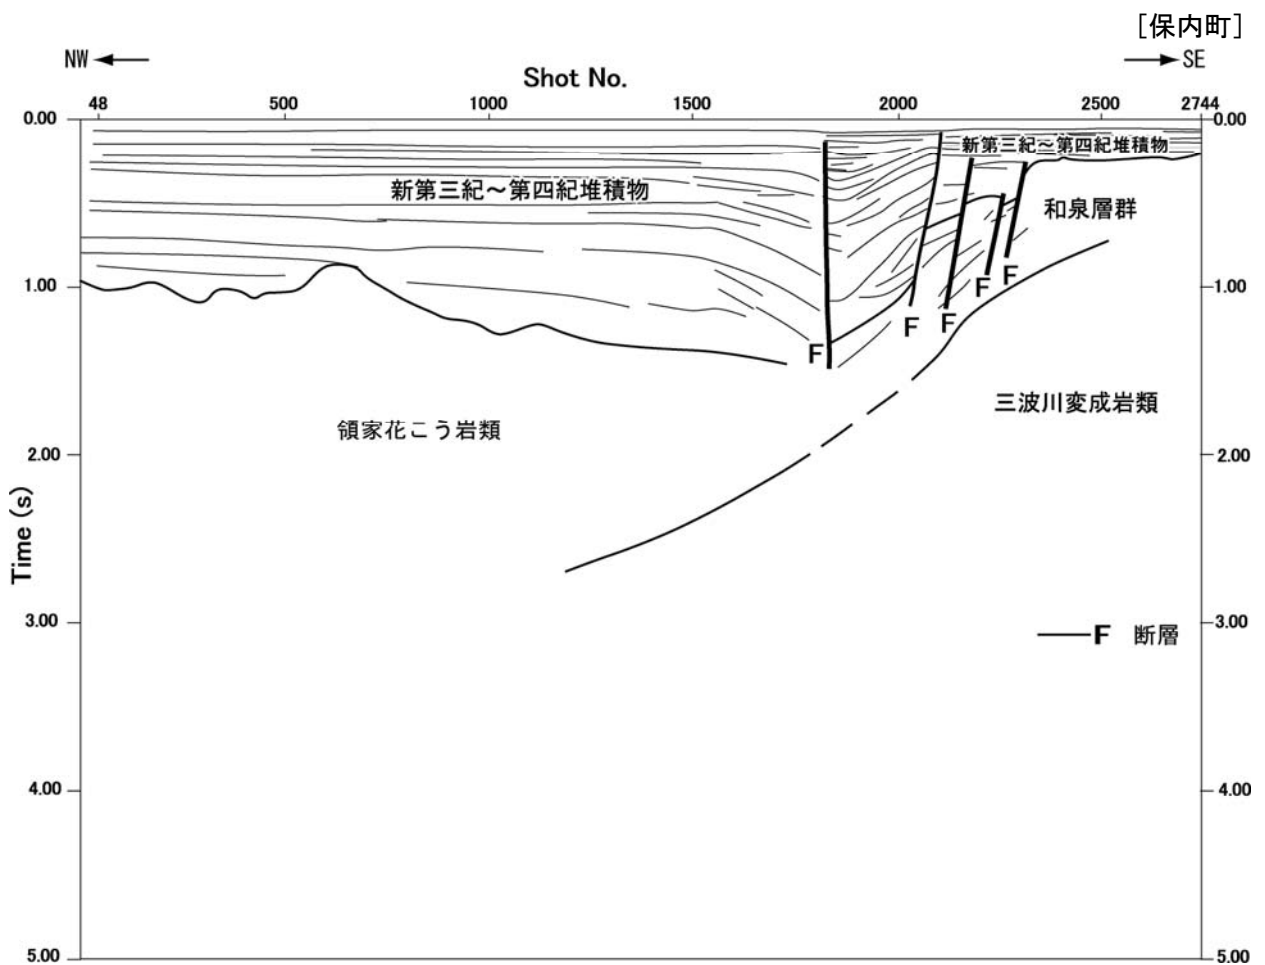 [保内町]
NW
SE
Shot No.
48 500 1000 1500 2000 2500 2744
0.00 0.00
新第三紀～第四紀堆積物
新第三紀～第四紀堆積物
和泉層群
1.00 F F 1.00
F F
F
三波川変成岩類
領家花こう岩類
2.00 2.00
Time (s)
3.00 3.00
F 断層
4.00 4.00
5.00 5.00